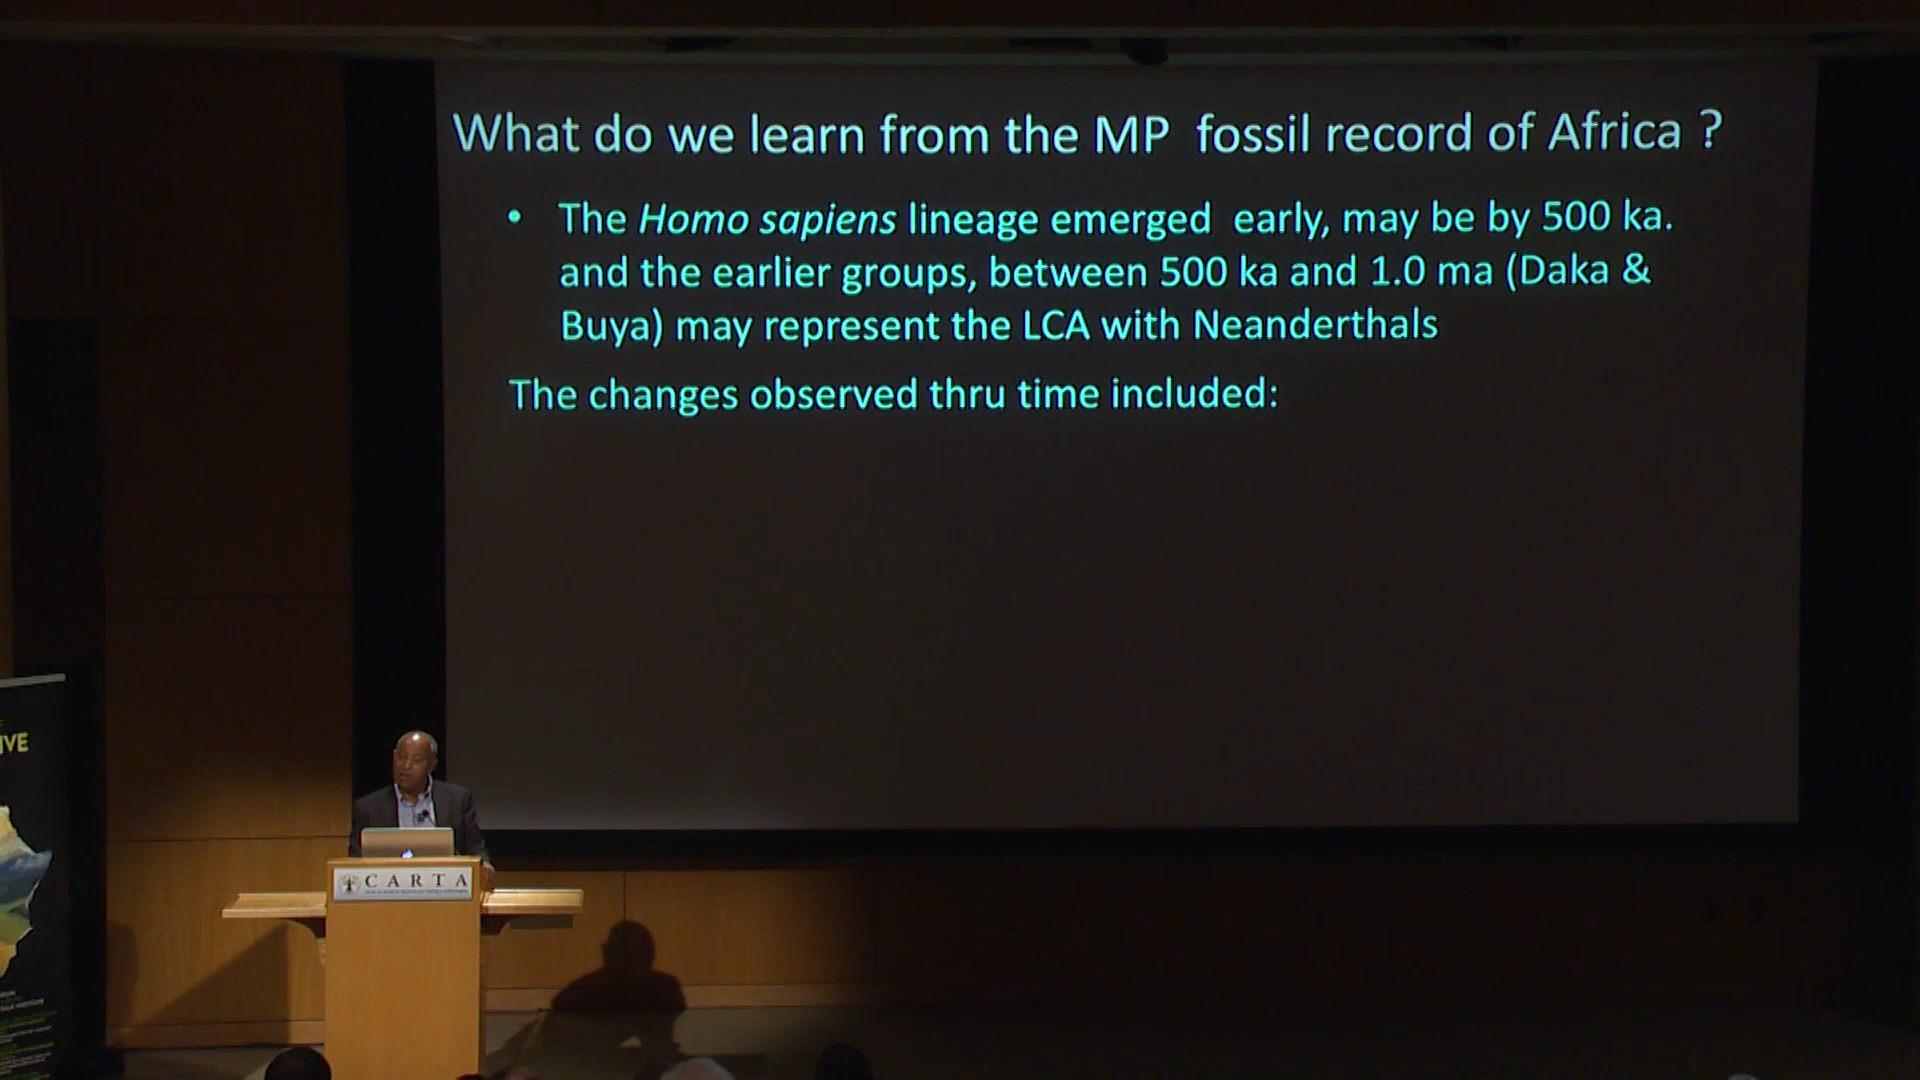 What do we learn from the MP fossil record of Africa ?
• The Homo sapiens lineage emerged early, may be by 500 ka.
and the earlier groups, between 500 ka and 1.0 ma (Daka &
Buya) may represent the LCA with Neanderthals
The changes observed thru time included:
IVE
CARTA